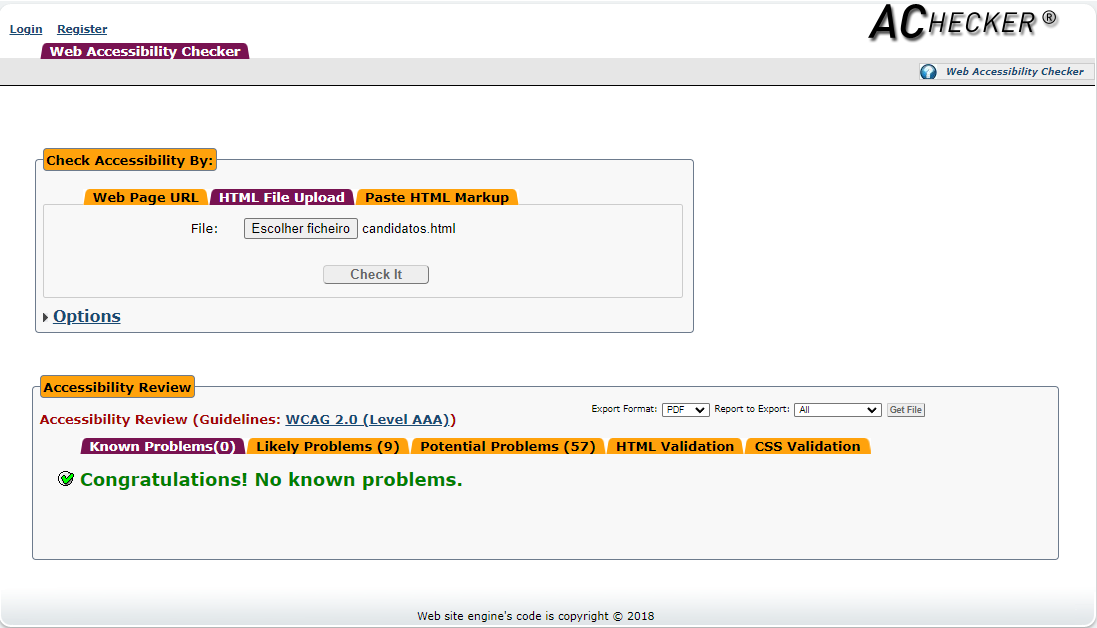 Login Register
ACHECKER ®
Web Accessibility Checker
Web Accessibility Checker
Check Accessibility By:
Web Page URL HTML File Upload Paste HTML Markup
File: Escolher ficheiro candidatos.html
Check It
Options
Accessibility Review
Export Format: PDF Report to Export: All Get File
Accessibility Review (Guidelines: WCAG 2.0 (Level AAA))
Known Problems(0) Likely Problems (9) Potential Problems (57) HTML Validation CSS Validation
Congratulations! No known problems.
Web site engine's code is copyright © 2018